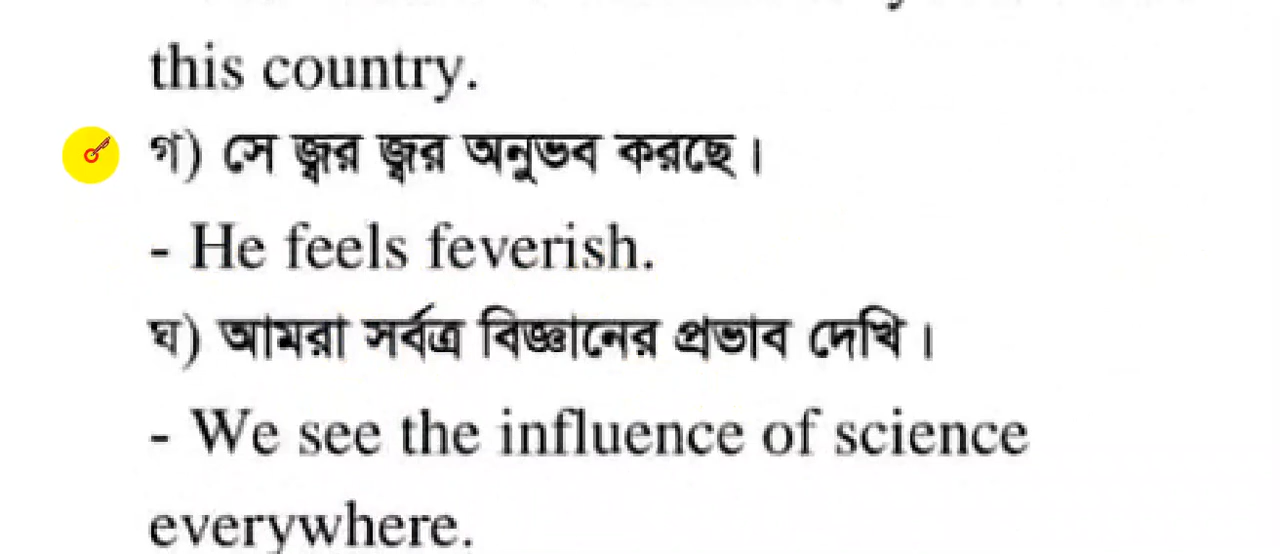 this country.
গ) সে জ্বর জ্বর অনুভব করছে।
- He feels feverish.
ঘ) আমরা সর্বত্র বিজ্ঞানের প্রভাব দেখি।
- We see the influence of science
everywhere.